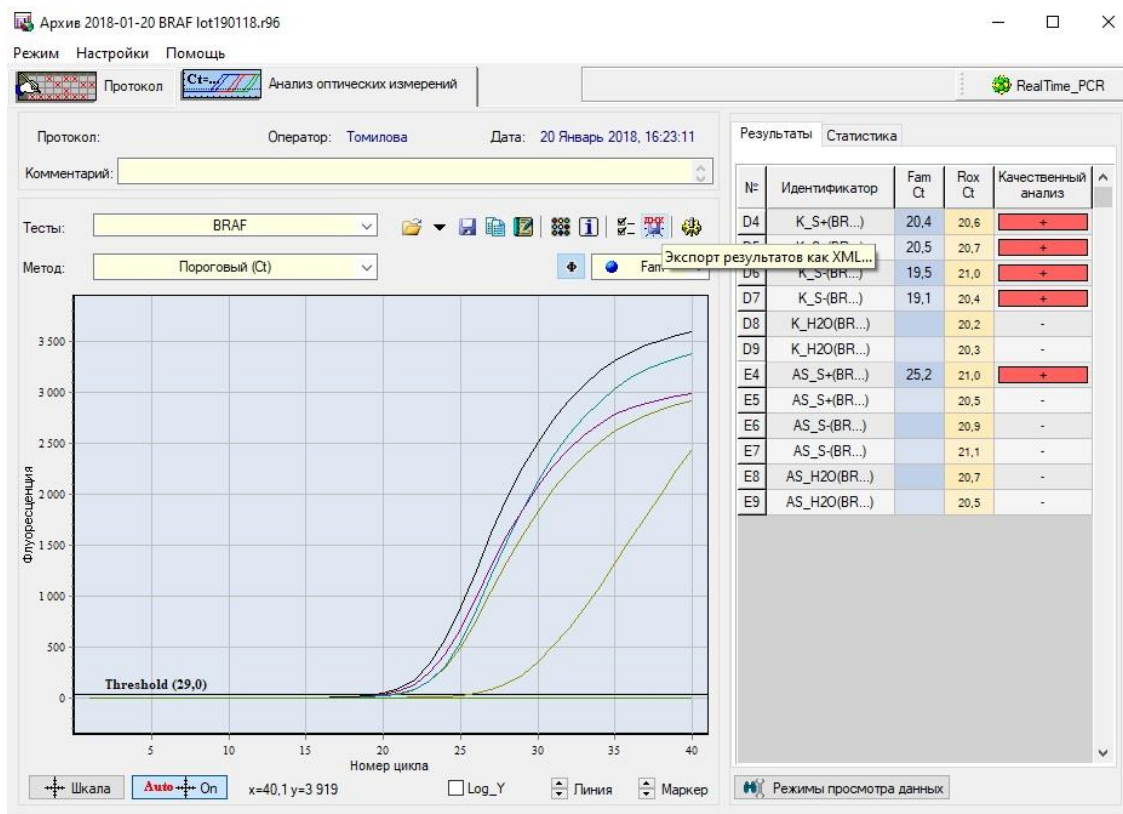 Архив 2018-01-20 BRAF lot190118.r96
Режим Настройки Помощь
Протокол Ct=... Анализ оптических измерений RealTime_PCR
Протокол: Оператор: Томилова Дата: 20 Январь 2018, 16:23:11
Комментарий:
Тесты: BRAF
Метод: Пороговый (Ct) Fam
Экспорт результатов как XML...
3 500
3 000
2 500
2 000
1 500
1 000
500
0
Флуоресценция
Threshold (29,0)
5 10 15 20 25 30 35 40
Номер цикла
Шкала Auto On x=40,1 y=3 919 Log_Y Линия Маркер
Результаты Статистика
№ Идентификатор Fam Ct Rox Ct Качественный анализ
D4 K_S+(BR...) 20,4 20,6 +
20,5 20,7 +
D6 K_S-(BR...) 19,5 21,0 +
D7 K_S-(BR...) 19,1 20,4 +
D8 K_H2O(BR...) 20,2 -
D9 K_H2O(BR...) 20,3 -
E4 AS_S+(BR...) 25,2 21,0 +
E5 AS_S+(BR...) 20,5 -
E6 AS_S-(BR...) 20,9 -
E7 AS_S-(BR...) 21,1 -
E8 AS_H2O(BR...) 20,7 -
E9 AS_H2O(BR...) 20,5 -
Режимы просмотра данных